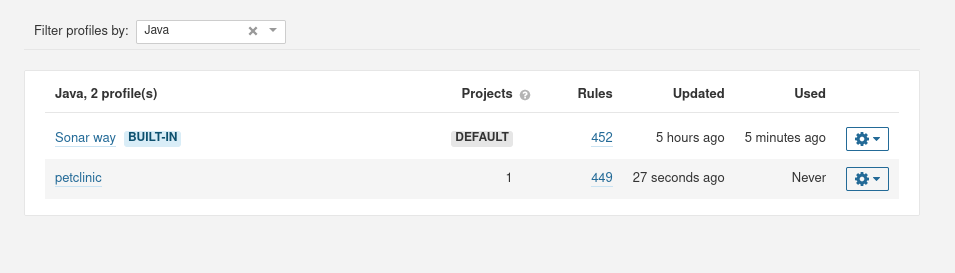 Filter profiles by: Java
Java, 2 profile(s) Projects ? Rules Updated Used
Sonar way BUILT-IN DEFAULT 452 5 hours ago 5 minutes ago
petclinic 1 449 27 seconds ago Never